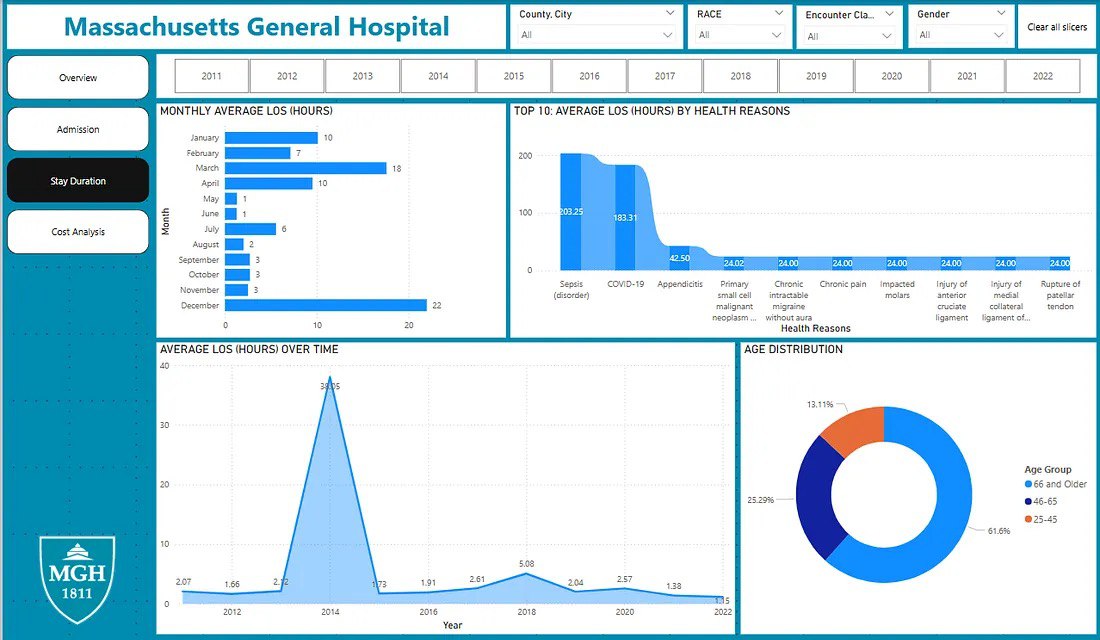 Massachusetts General Hospital
County, City
All
RACE
All
Encounter Cla...
All
Gender
All
Clear all slicers
Overview
Admission
Stay Duration
Cost Analysis
2011 2012 2013 2014 2015 2016 2017 2018 2019 2020 2021 2022
MONTHLY AVERAGE LOS (HOURS)
Month
January 10
February 7
March 18
April 10
May 1
June 1
July 6
August 2
September 3
October 3
November 3
December 22
0 10 20
TOP 10: AVERAGE LOS (HOURS) BY HEALTH REASONS
200
100
0
203.25 183.31 42.50 24.02 24.00 24.00 24.00 24.00 24.00 24.00
Sepsis
(disorder)
COVID-19
Appendicitis
Primary
small cell
malignant
neoplasm ...
Chronic
intractable
migraine
without aura
Chronic pain
Impacted
molars
Injury of
anterior
cruciate
ligament
Injury of
medial
collateral
ligament of...
Rupture of
patellar
tendon
Health Reasons
AVERAGE LOS (HOURS) OVER TIME
40
30
20
10
0
2.07 1.66 2.12 38.05 1.73 1.91 2.61 5.08 2.04 2.57 1.38 1.15
2012 2014 2016 2018 2020 2022
Year
AGE DISTRIBUTION
13.11%
25.29%
61.6%
Age Group
66 and Older
46-65
25-45
MGH
1811